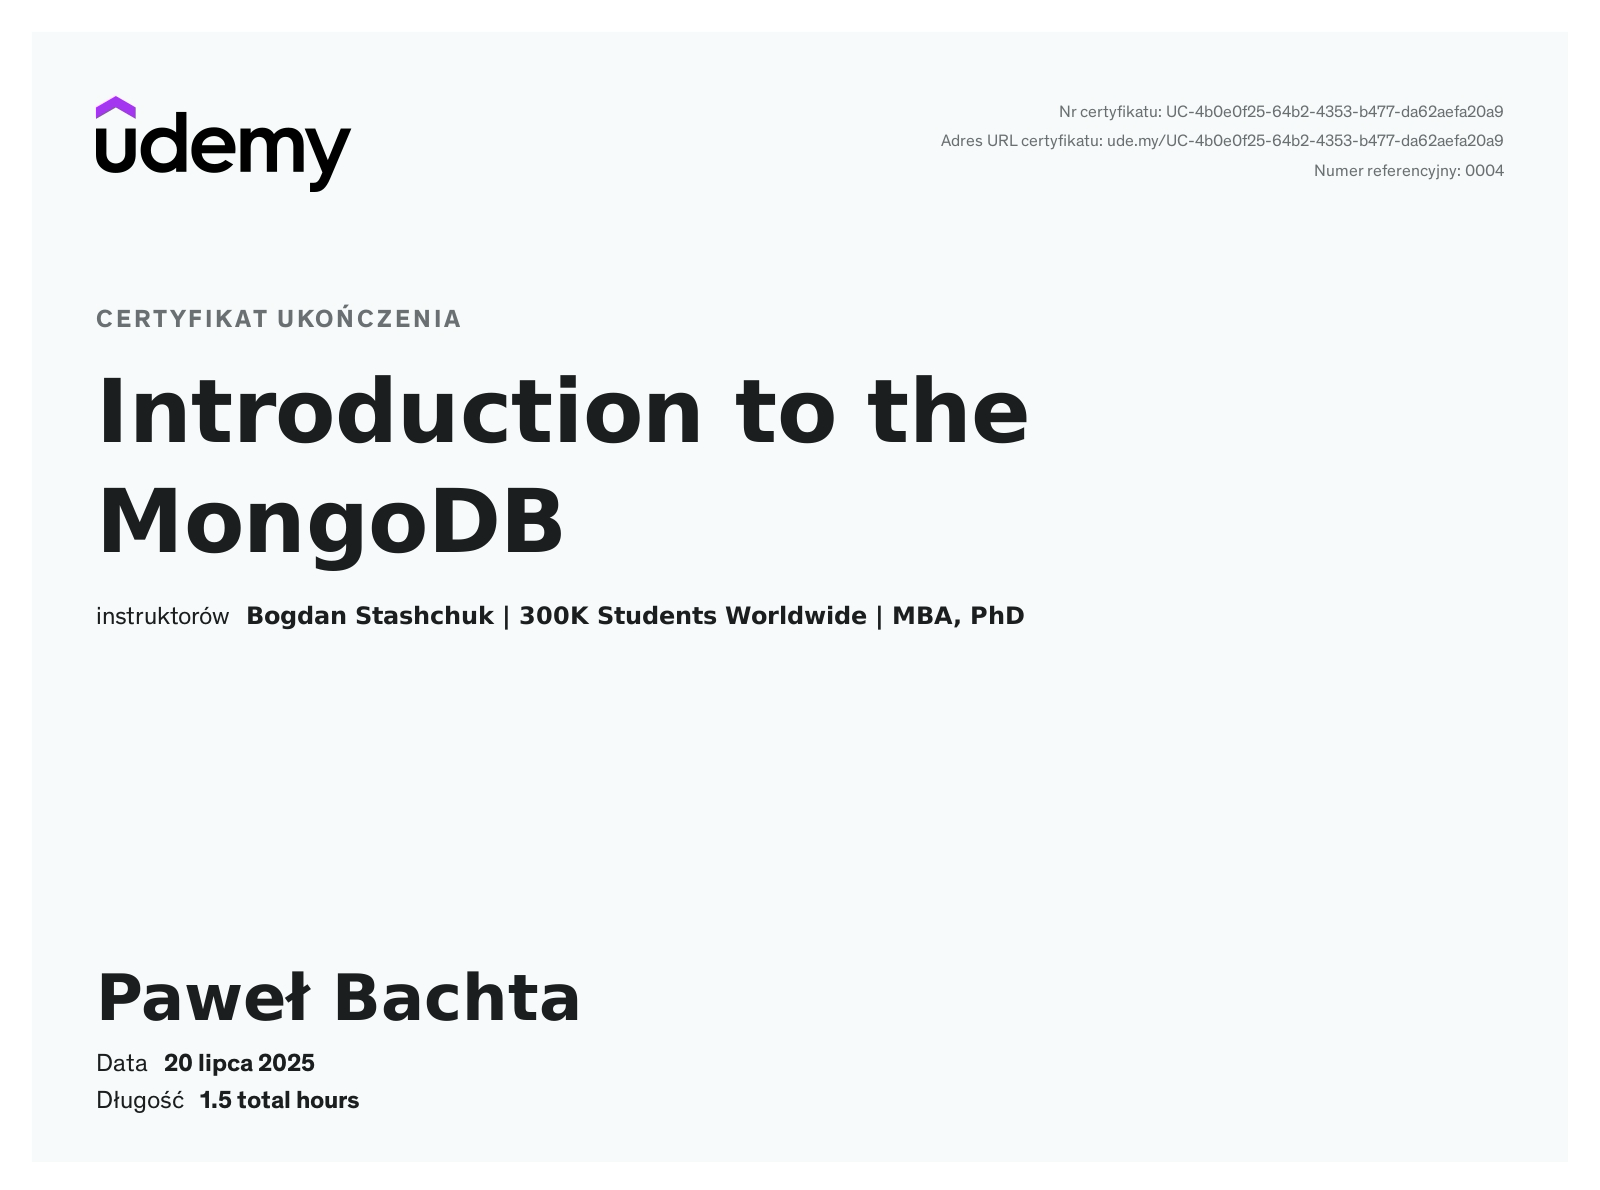 udemy
Nr certyfikatu: UC-4b0e0f25-64b2-4353-b477-da62aefa20a9
Adres URL certyfikatu: ude.my/UC-4b0e0f25-64b2-4353-b477-da62aefa20a9
Numer referencyjny: 0004
CERTYFIKAT UKOŃCZENIA
Introduction to the
MongoDB
instruktorów Bogdan Stashchuk | 300K Students Worldwide | MBA, PhD
Paweł Bachta
Data 20 lipca 2025
Długość 1.5 total hours